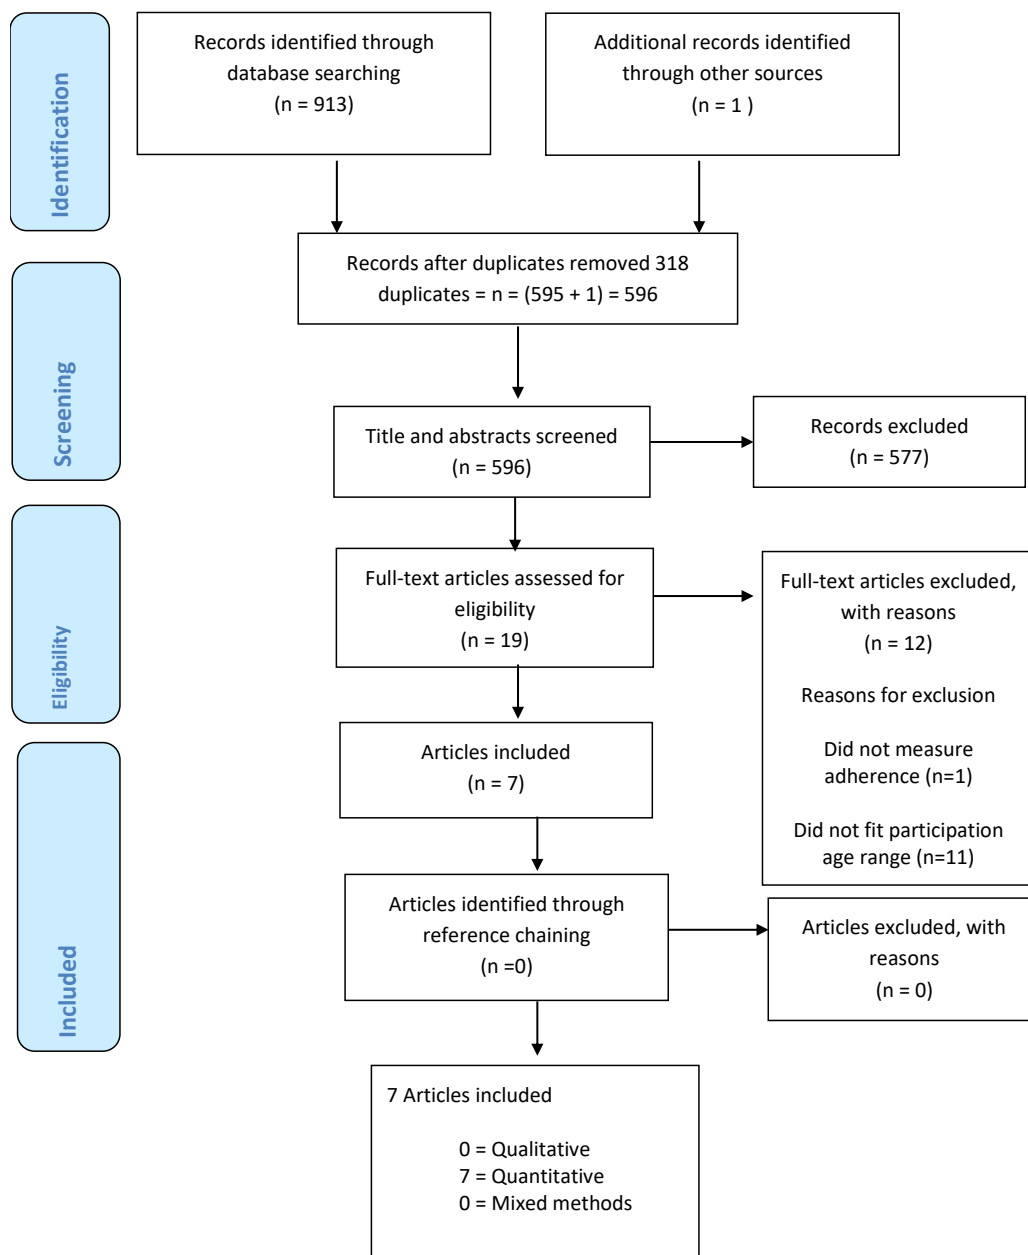 Identification
Records identified through
database searching
(n = 913)
Additional records identified
through other sources
(n = 1 )
Records after duplicates removed 318
duplicates = n = (595 + 1) = 596
Screening
Title and abstracts screened
(n = 596)
Records excluded
(n = 577)
Eligibility
Full-text articles assessed for
eligibility
(n = 19)
Full-text articles excluded,
with reasons
(n = 12)
Reasons for exclusion
Did not measure
adherence (n=1)
Did not fit participation
age range (n=11)
Included
Articles included
(n = 7)
Articles identified through
reference chaining
(n =0)
Articles excluded, with
reasons
(n = 0)
7 Articles included
0 = Qualitative
7 = Quantitative
0 = Mixed methods